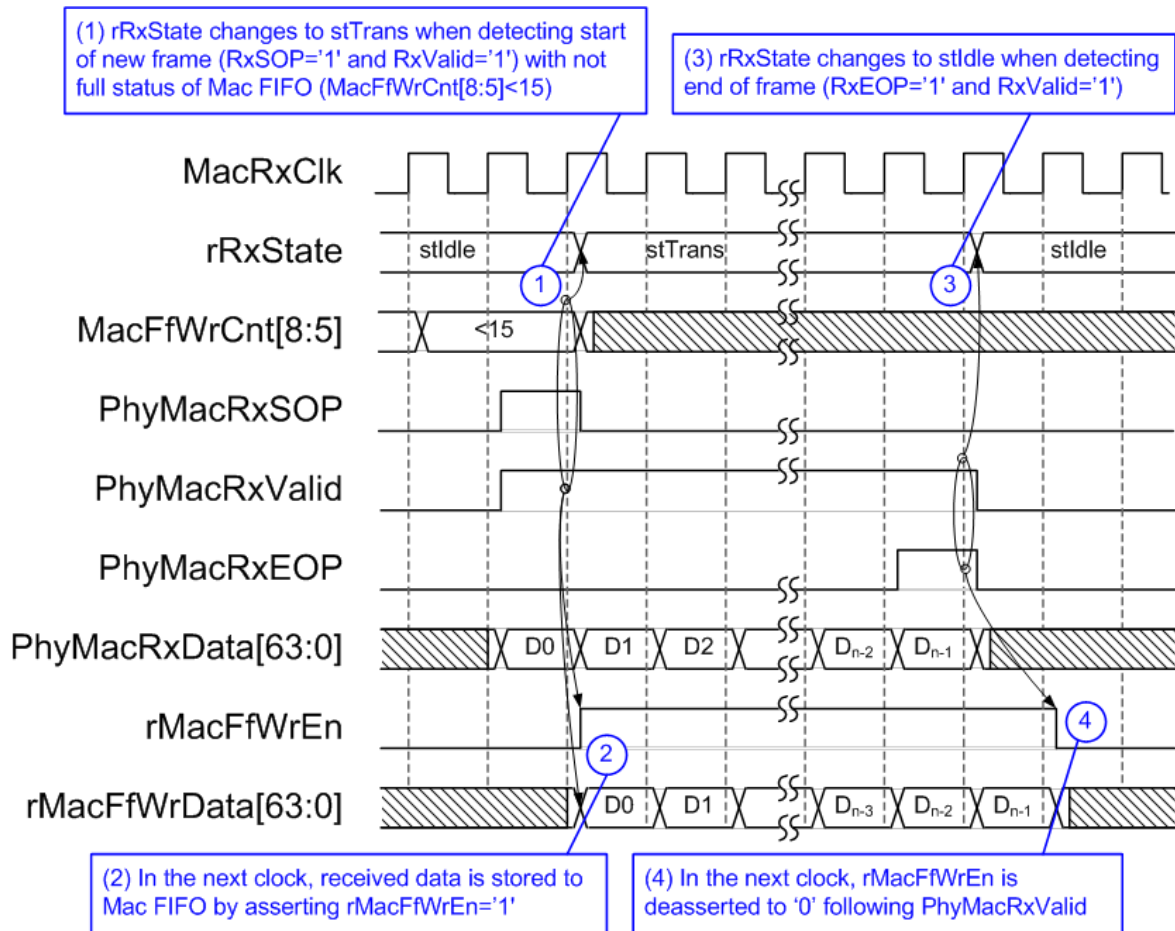 (1) rRxState changes to stTrans when detecting start
of new frame (RxSOP='1' and RxValid='1') with not
full status of Mac FIFO (MacFfWrCnt[8:5]<15)
(3) rRxState changes to stIdle when detecting
end of frame (RxEOP='1' and RxValid='1')
MacRxClk
rRxState
stIdle
stTrans
stIdle
1
3
MacFfWrCnt[8:5]
<15
PhyMacRxSOP
PhyMacRxValid
PhyMacRxEOP
PhyMacRxData[63:0]
D0
D1
D2
Dn-2
Dn-1
rMacFfWrEn
2
4
rMacFfWrData[63:0]
D0
D1
Dn-3
Dn-2
Dn-1
(2) In the next clock, received data is stored to
Mac FIFO by asserting rMacFfWrEn='1'
(4) In the next clock, rMacFfWrEn is
deasserted to '0' following PhyMacRxValid